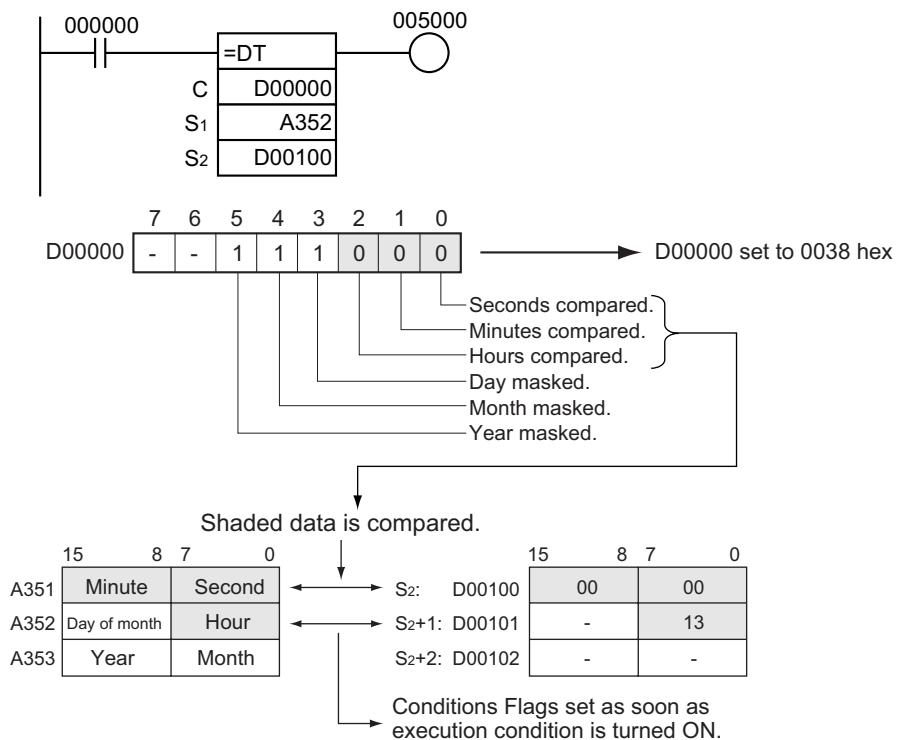 000000
005000
=DT
C D00000
S1 A352
S2 D00100
7 6 5 4 3 2 1 0
D00000 - - 1 1 1 0 0 0 D00000 set to 0038 hex
Seconds compared.
Minutes compared.
Hours compared.
Day masked.
Month masked.
Year masked.
Shaded data is compared.
15 8 7 0 15 8 7 0
A351 Minute Second S2: D00100 00 00
A352 Day of month Hour S2+1: D00101 - 13
A353 Year Month S2+2: D00102 - -
Conditions Flags set as soon as
execution condition is turned ON.